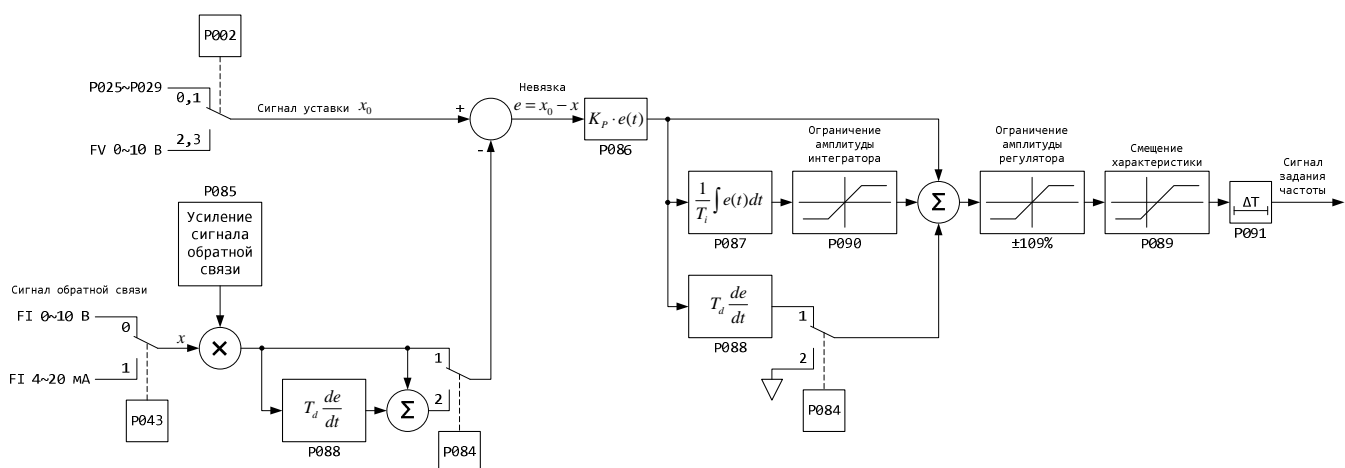 P002
P025~P029
0,1
Сигнал уставки x₀
FV 0~10 В
2,3
+
-
Невязка
e = x₀ − x
K_P · e(t)
P086
P085
Усиление
сигнала
обратной
связи
Сигнал обратной связи
FI 0~10 В
0
x
×
FI 4~20 мА
1
P043
T_d de/dt
P088
Σ
1
2
P084
1/T_i ∫ e(t)dt
P087
Ограничение
амплитуды
интегратора
P090
T_d de/dt
P088
1
2
P084
Σ
Ограничение
амплитуды
регулятора
±109%
Смещение
характеристики
P089
ΔT
P091
Сигнал
задания
частоты